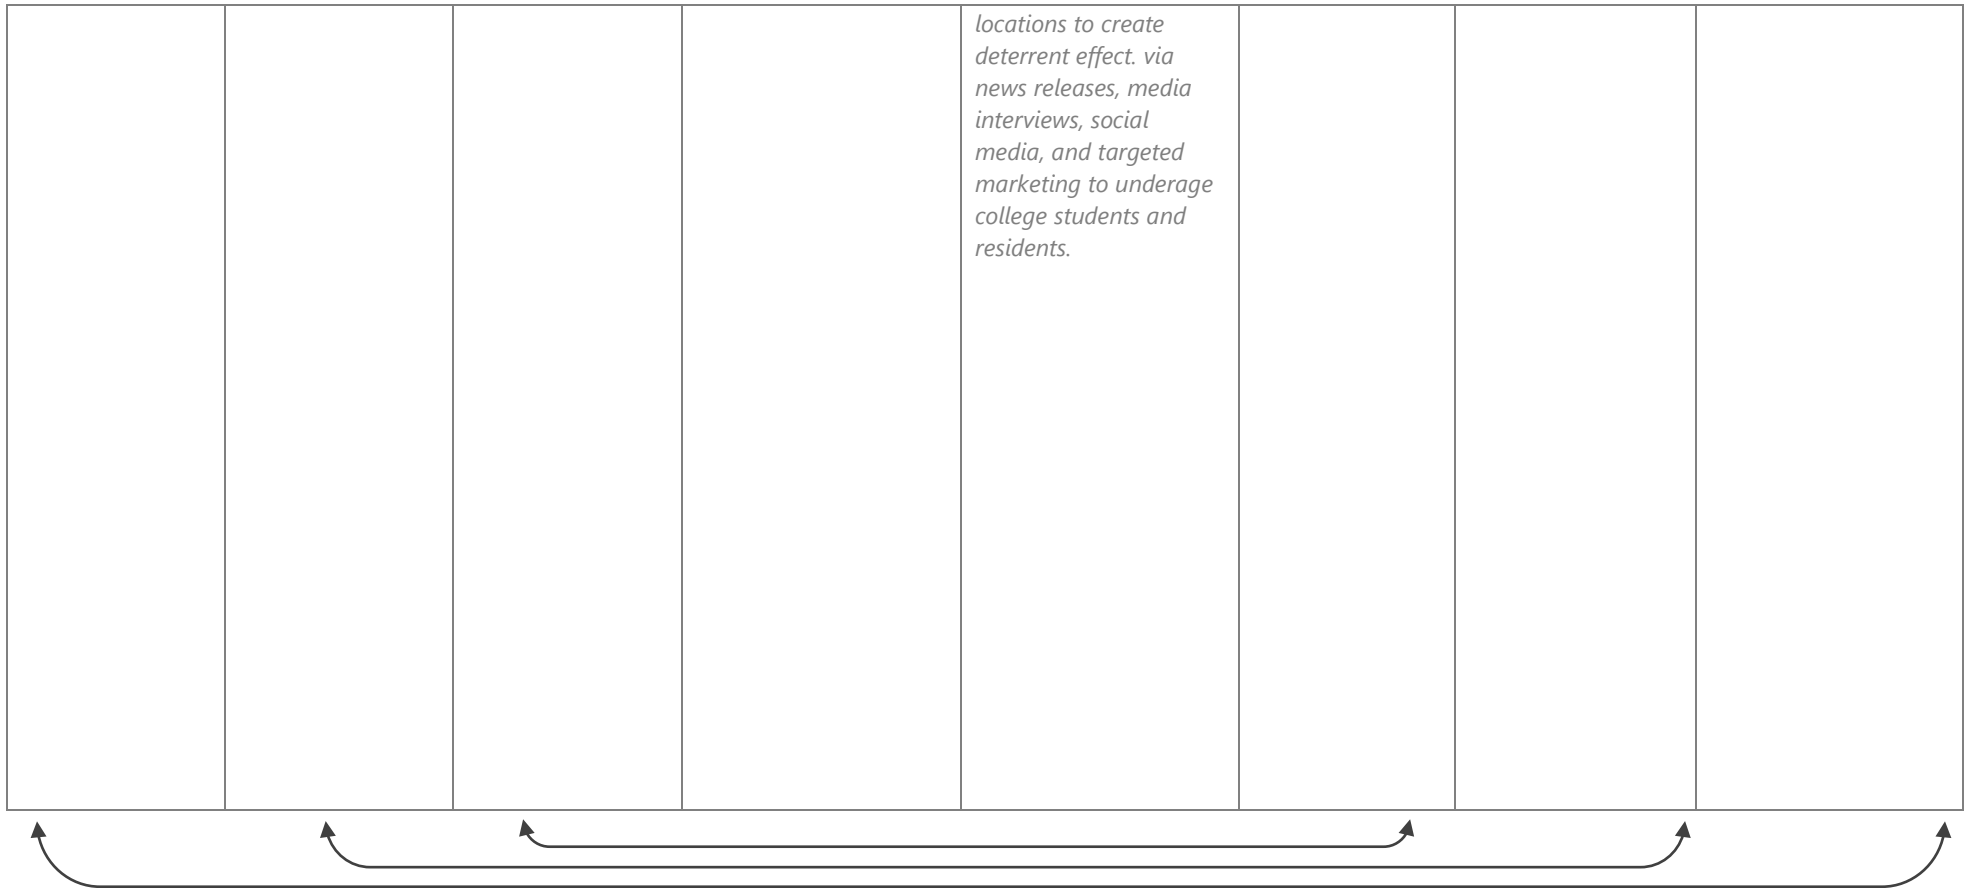 locations to create
deterrent effect. via
news releases, media
interviews, social
media, and targeted
marketing to underage
college students and
residents.